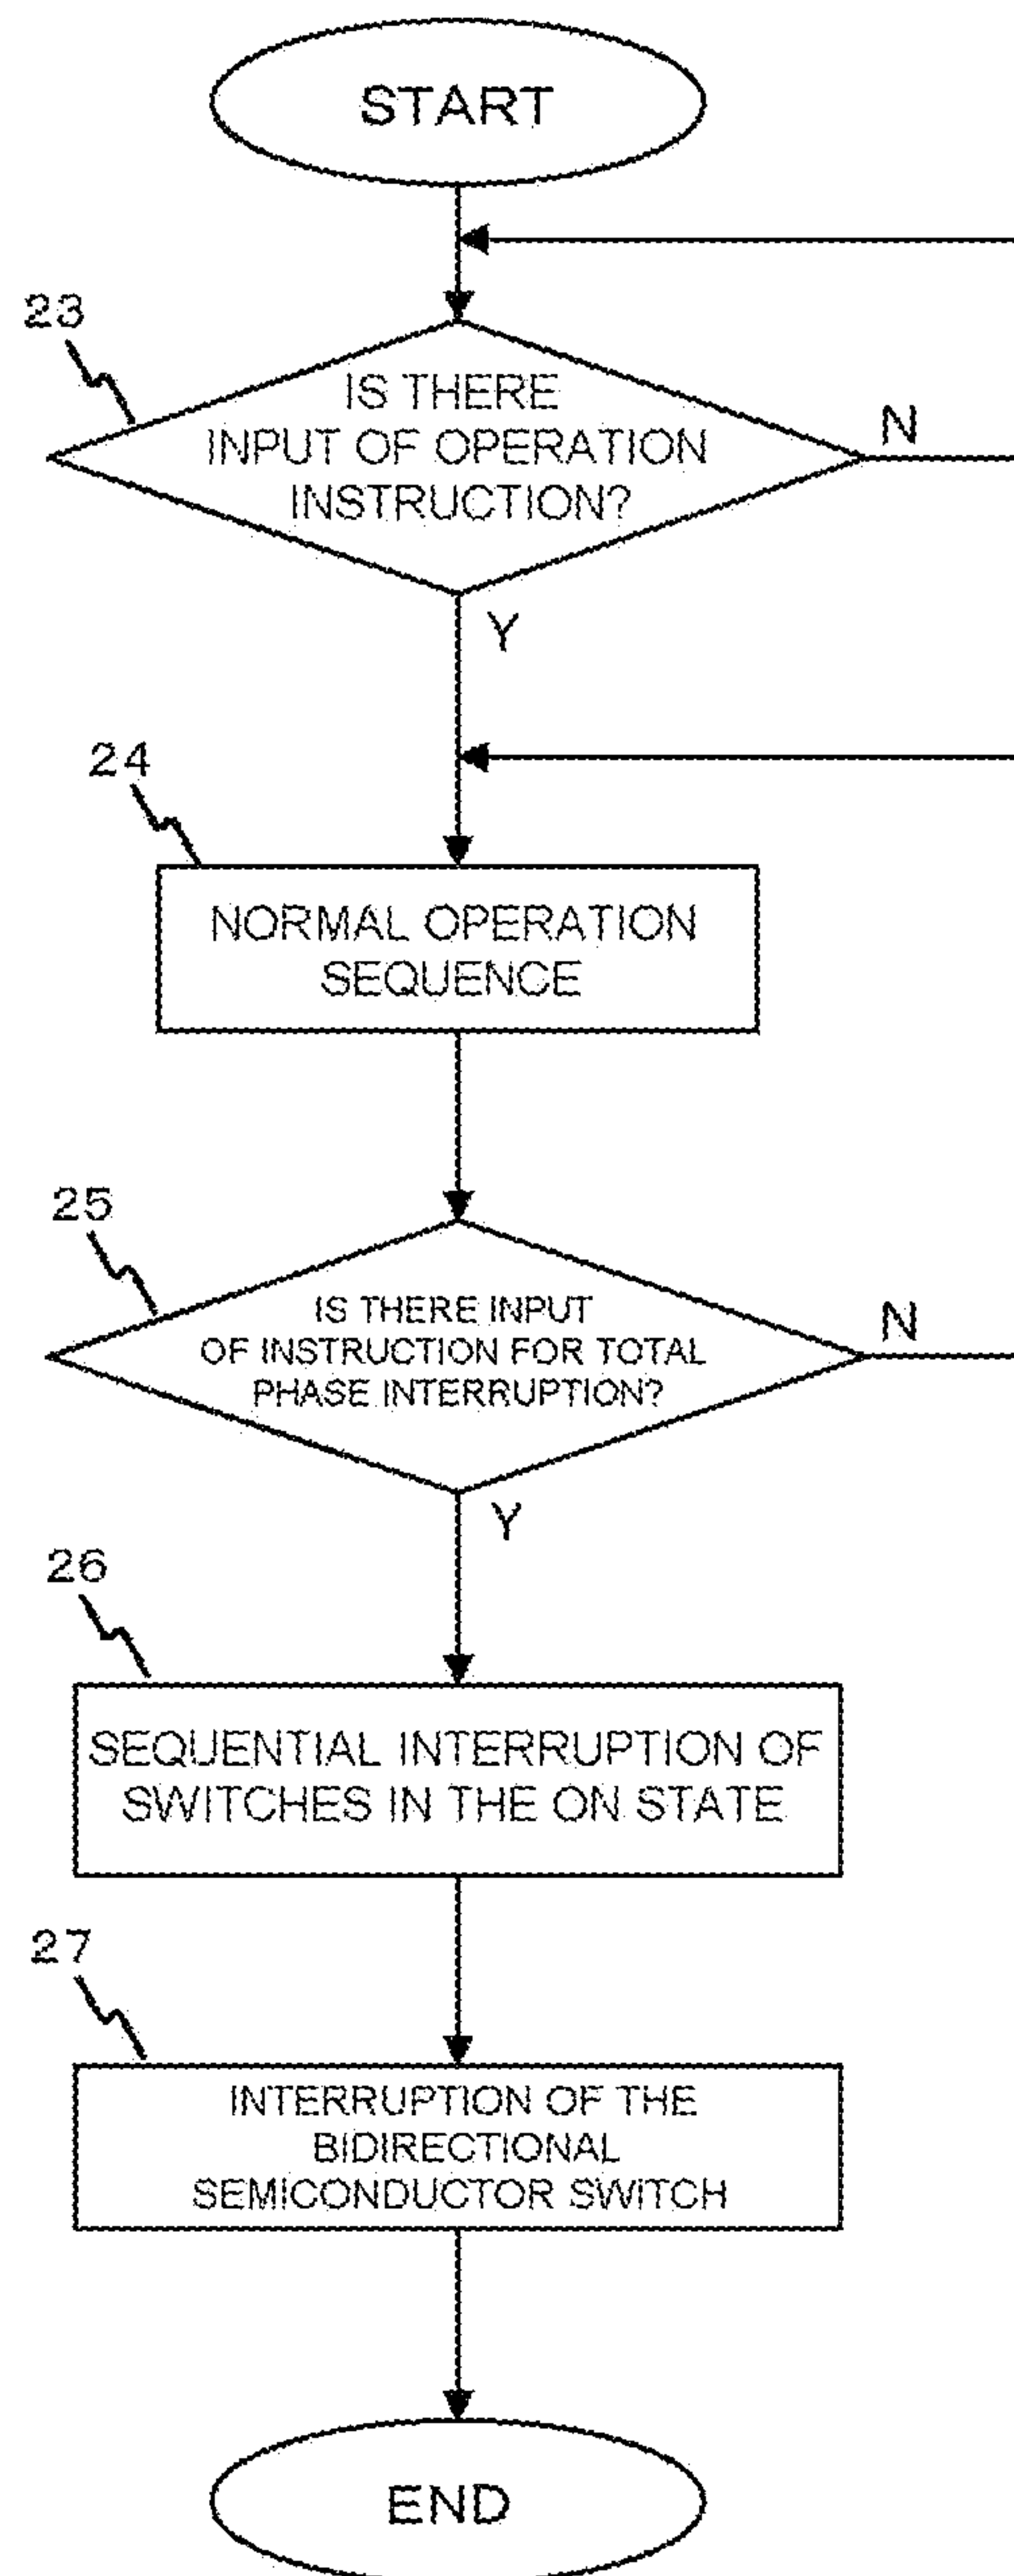 START
23
IS THERE
INPUT OF OPERATION
INSTRUCTION?
N
Y
24
NORMAL OPERATION
SEQUENCE
25
IS THERE INPUT
OF INSTRUCTION FOR TOTAL
PHASE INTERRUPTION?
N
Y
26
SEQUENTIAL INTERRUPTION OF
SWITCHES IN THE ON STATE
27
INTERRUPTION OF THE
BIDIRECTIONAL
SEMICONDUCTOR SWITCH
END